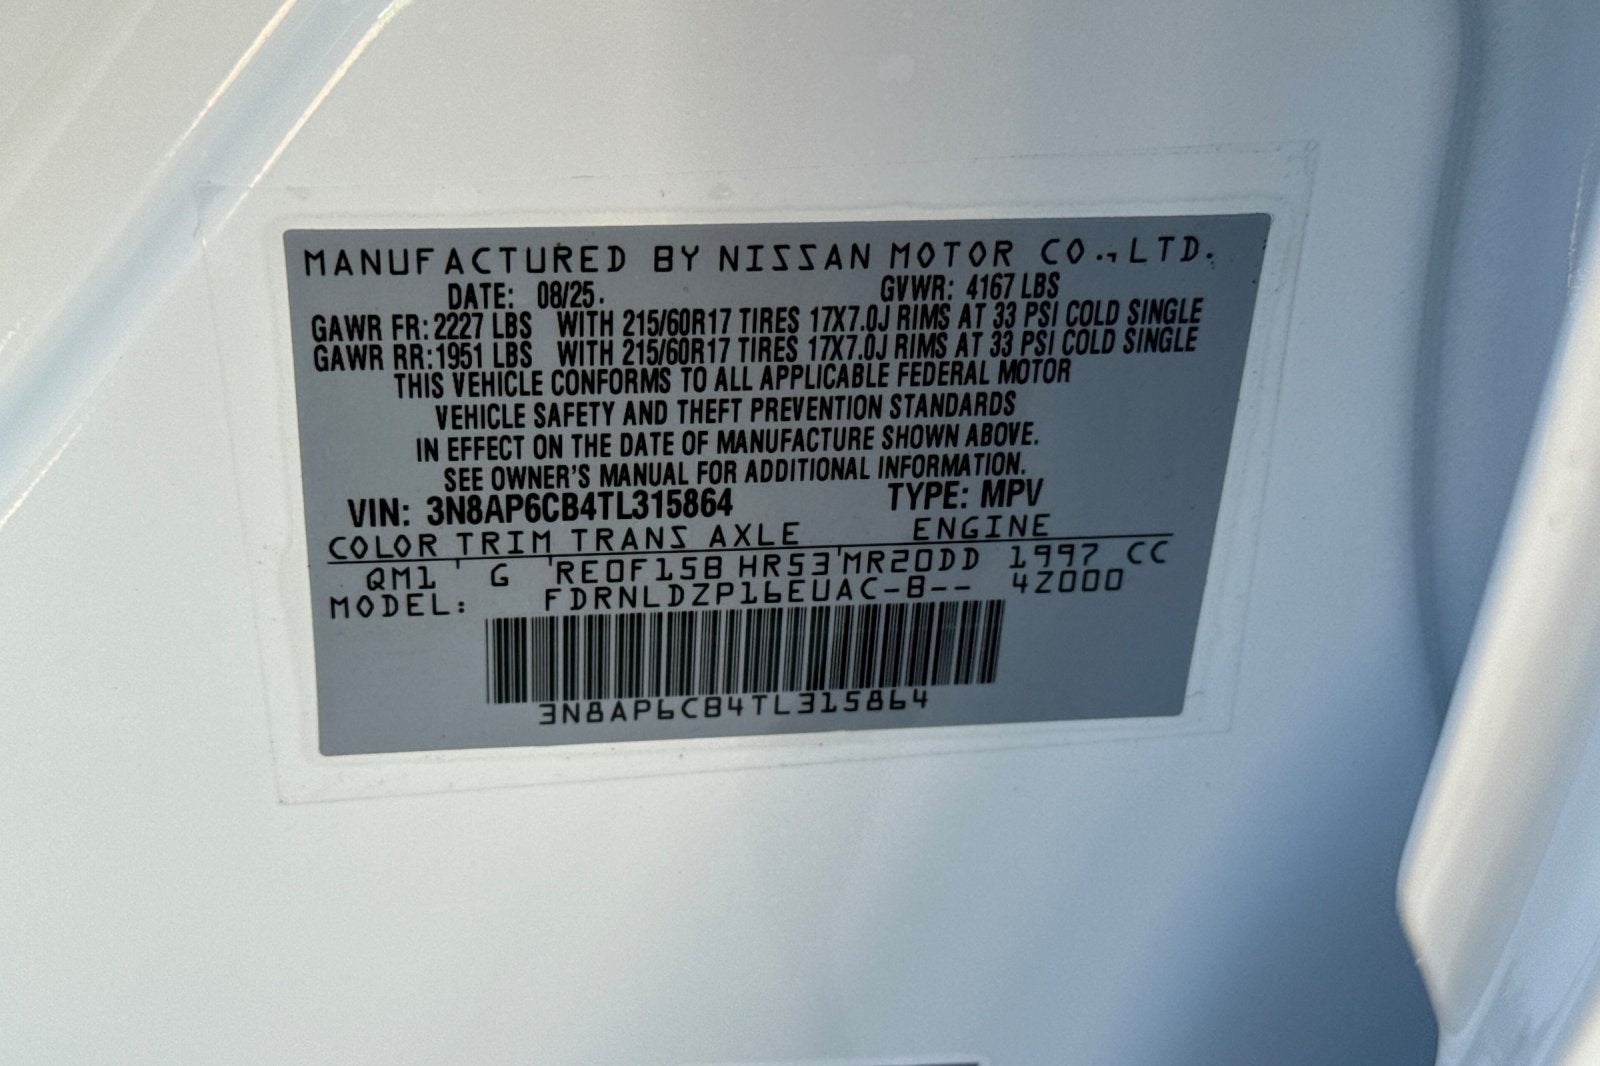 MANUFACTURED BY NISSAN MOTOR CO., LTD.
DATE: 08/25. GVWR: 4167 LBS
GAWR FR: 2227 LBS WITH 215/60R17 TIRES 17X7.0J RIMS AT 33 PSI COLD SINGLE
GAWR RR: 1951 LBS WITH 215/60R17 TIRES 17X7.0J RIMS AT 33 PSI COLD SINGLE
THIS VEHICLE CONFORMS TO ALL APPLICABLE FEDERAL MOTOR
VEHICLE SAFETY AND THEFT PREVENTION STANDARDS
IN EFFECT ON THE DATE OF MANUFACTURE SHOWN ABOVE.
SEE OWNER'S MANUAL FOR ADDITIONAL INFORMATION.
VIN: 3N8AP6CB4TL315864 TYPE: MPV
COLOR TRIM TRANS AXLE ENGINE
QM1 ' G 'RE0F15B HR53'MR20DD 1997 CC
MODEL: FDRNLDZP16EUAC-B-- 4Z000
3N8AP6CB4TL315864